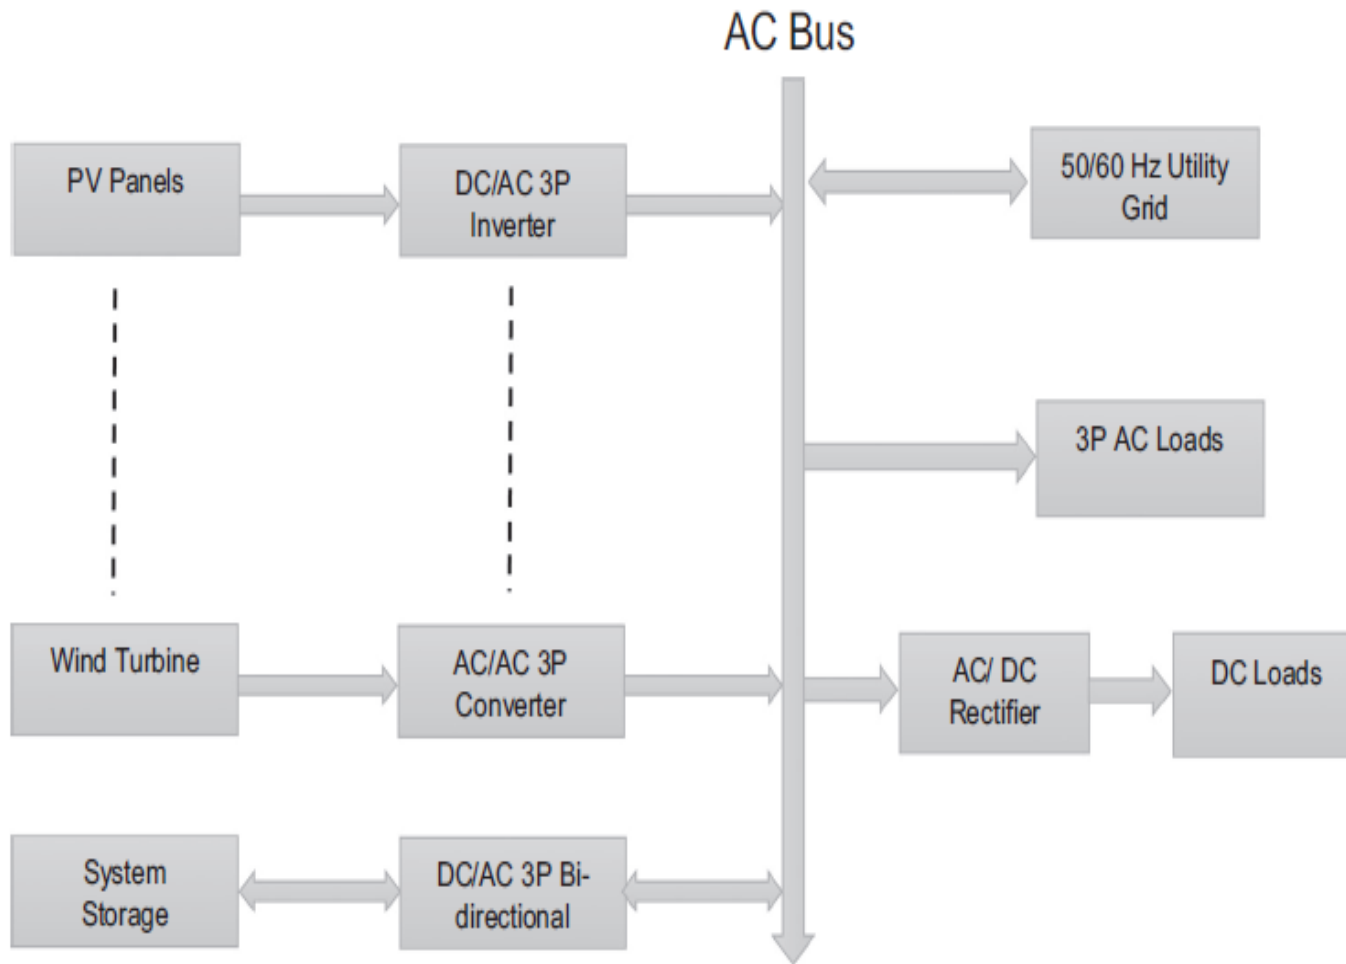 AC Bus
PV Panels
DC/AC 3P
Inverter
50/60 Hz Utility
Grid
3P AC Loads
Wind Turbine
AC/AC 3P
Converter
AC/ DC
Rectifier
DC Loads
System
Storage
DC/AC 3P Bi-
directional